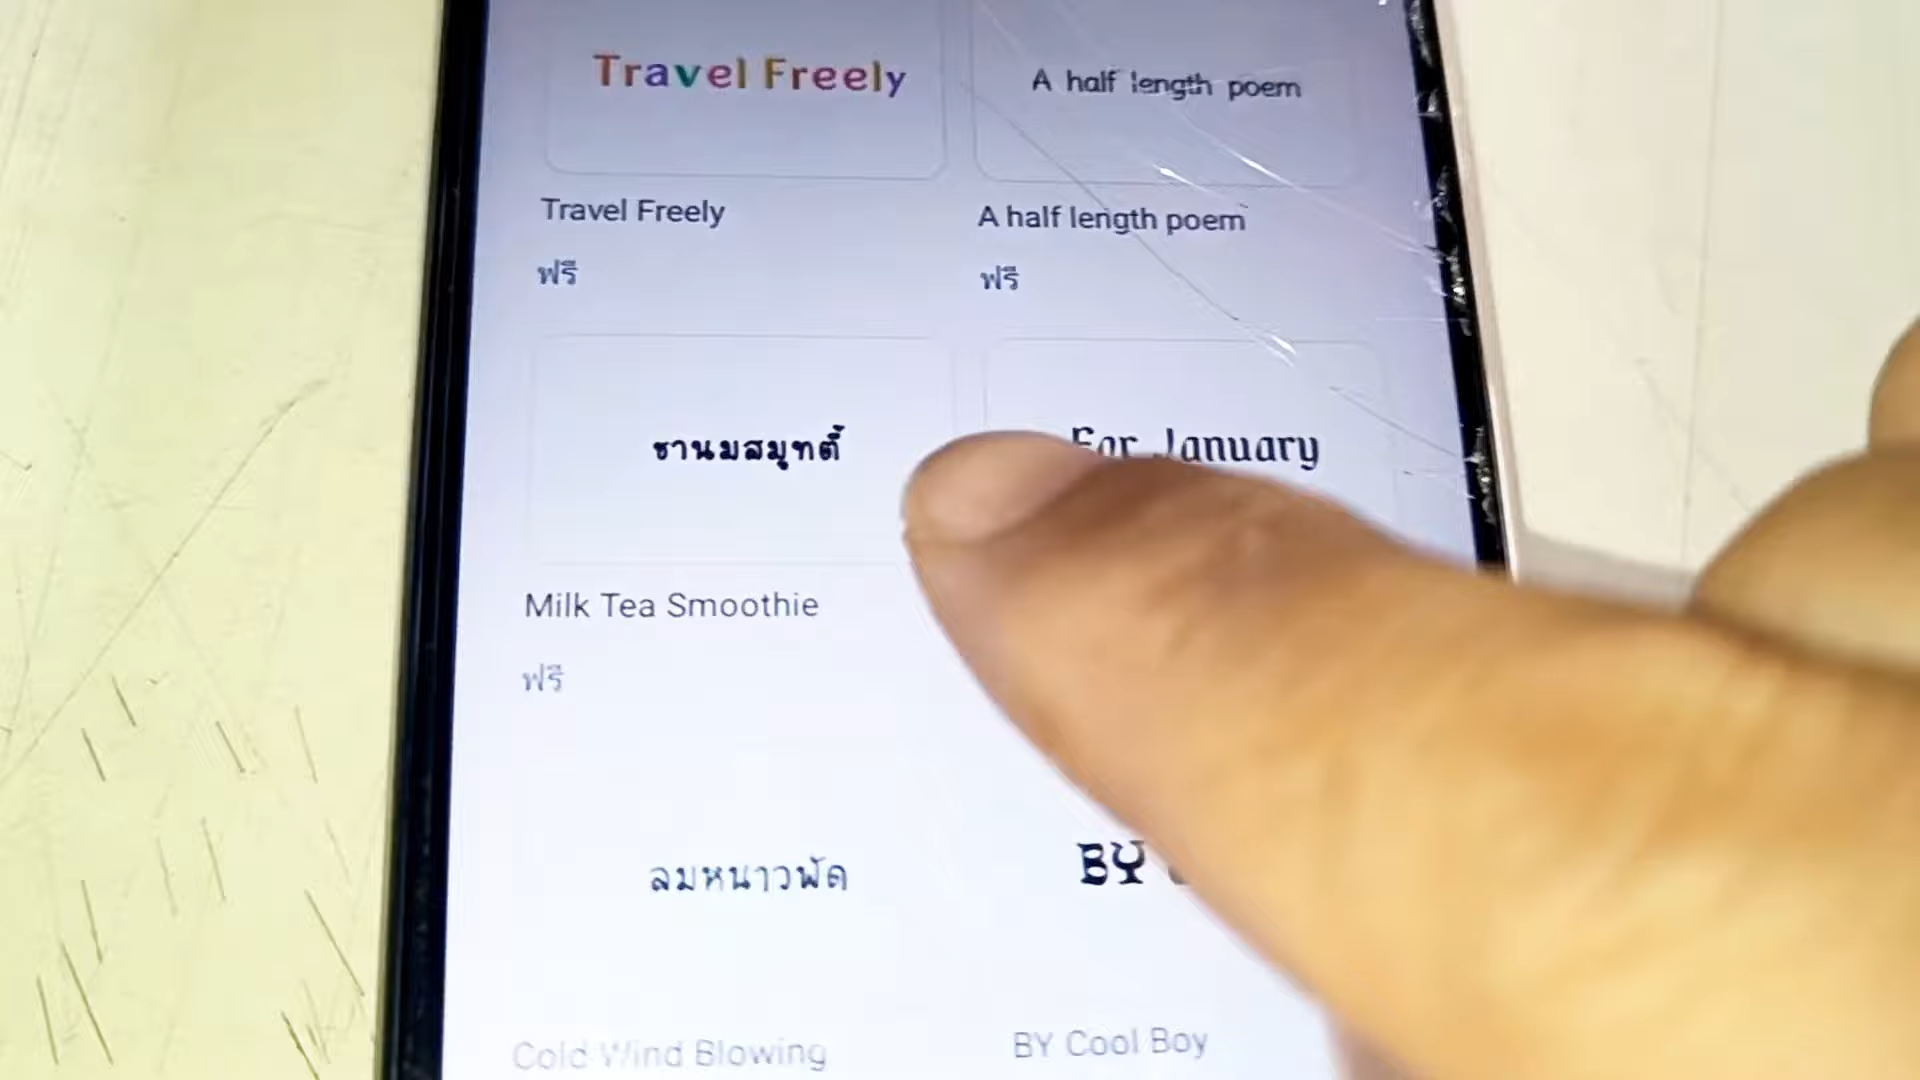 Travel Freely
A half length poem
Travel Freely
A half length poem
ฟรี
ฟรี
ชานมสมูทตี้
For January
Milk Tea Smoothie
ฟรี
ลมหนาวพัด
BY
Cold Wind Blowing
BY Cool Boy